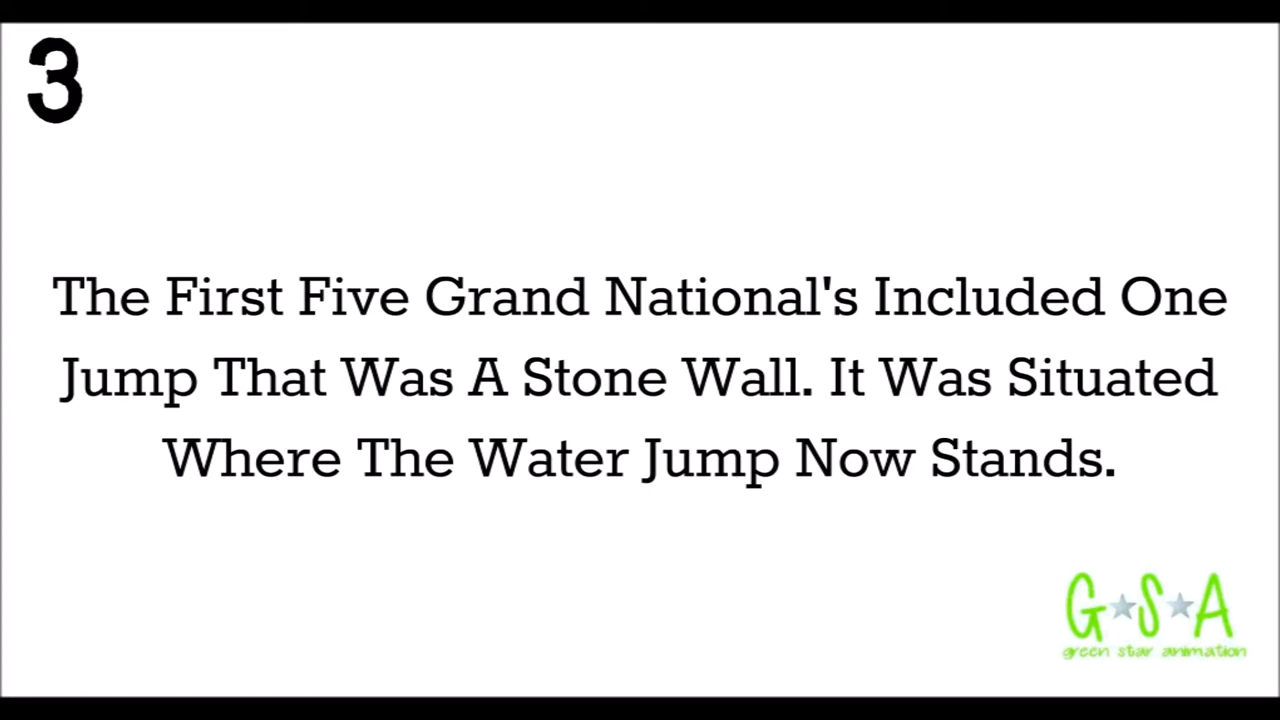 3
The First Five Grand National's Included One
Jump That Was A Stone Wall. It Was Situated
Where The Water Jump Now Stands.
G★S★A
green star animation